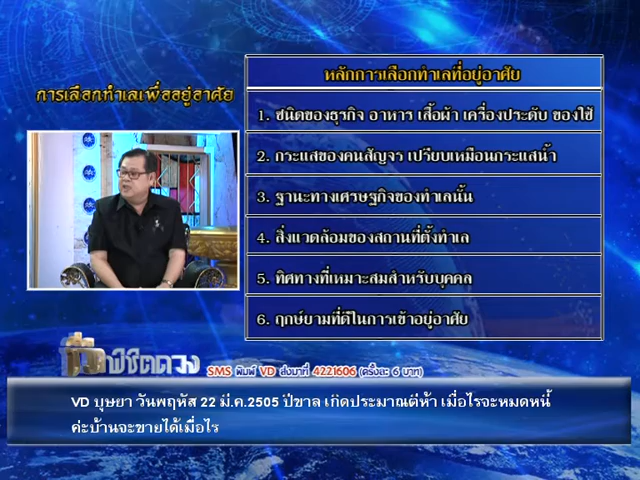 การเลือกทำเลเพื่ออยู่อาศัย
หลักการเลือกทำเลที่อยู่อาศัย
1. ชนิดของธุรกิจ อาหาร เสื้อผ้า เครื่องประดับ ของใช้
2. กระแสของคนสัญจร เปรียบเหมือนกระแสน้ำ
3. ฐานะทางเศรษฐกิจของทำเลนั้น
4. สิ่งแวดล้อมของสถานที่ตั้งทำเล
5. ทิศทางที่เหมาะสมสำหรับบุคคล
6. ฤกษ์ยามที่ดีในการเข้าอยู่อาศัย
พิชิตดวง
SMS พิมพ์ VD ส่งมาที่ 4221606 (ครั้งละ 6 บาท)
VD บุษยา วันพฤหัส 22 มี.ค.2505 ปีขาล เกิดประมาณตีห้า เมื่อไรจะหมดหนี้
ค่ะบ้านจะขายได้เมื่อไร